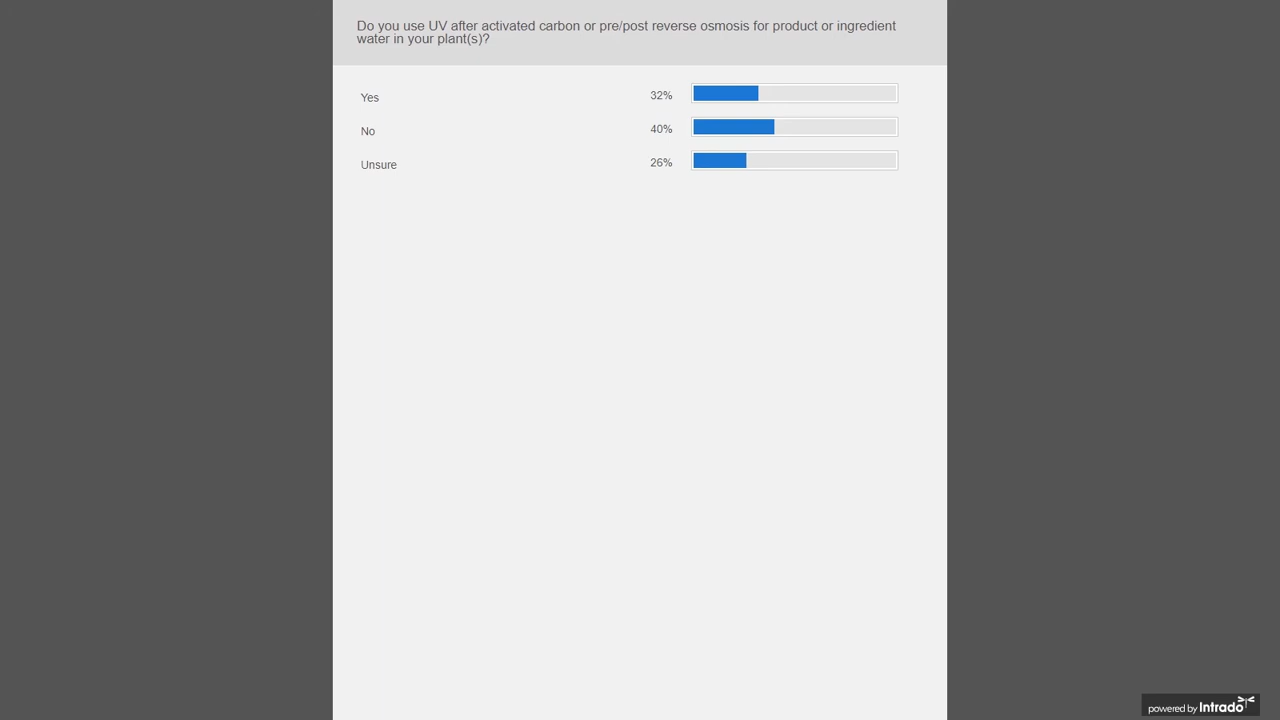 Do you use UV after activated carbon or pre/post reverse osmosis for product or ingredient
water in your plant(s)?
Yes 32%
No 40%
Unsure 26%
powered by Intrado